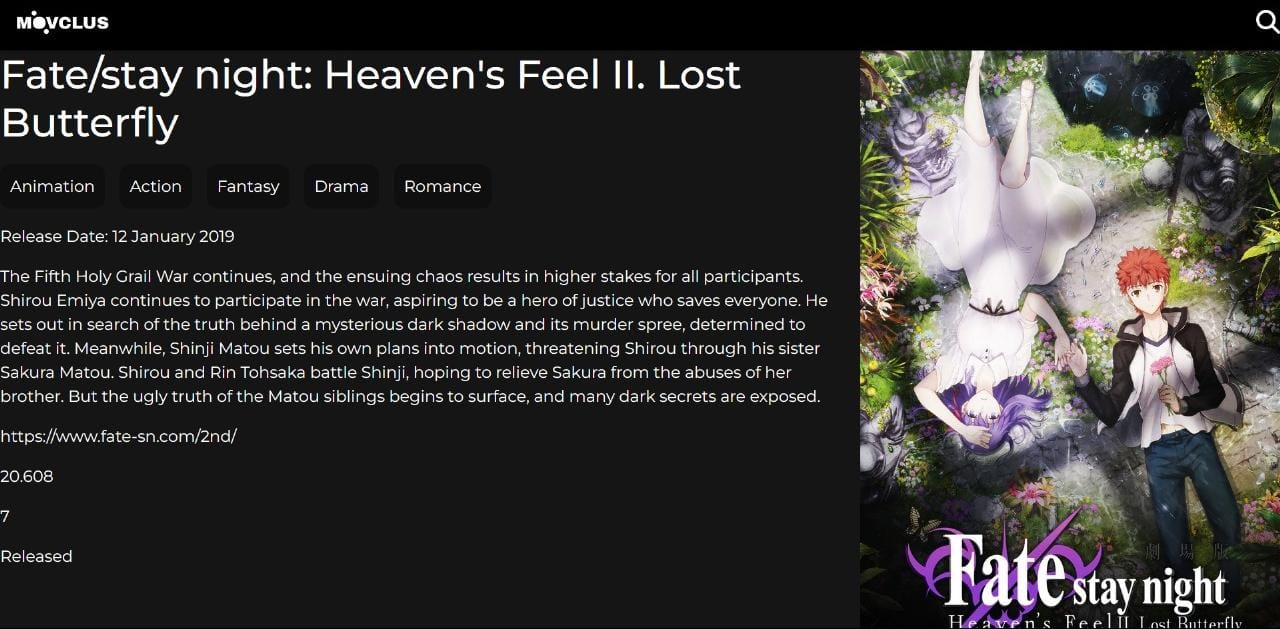 MOVCLUS
Fate/stay night: Heaven's Feel II. Lost
Butterfly
Animation Action Fantasy Drama Romance
Release Date: 12 January 2019
The Fifth Holy Grail War continues, and the ensuing chaos results in higher stakes for all participants.
Shirou Emiya continues to participate in the war, aspiring to be a hero of justice who saves everyone. He
sets out in search of the truth behind a mysterious dark shadow and its murder spree, determined to
defeat it. Meanwhile, Shinji Matou sets his own plans into motion, threatening Shirou through his sister
Sakura Matou. Shirou and Rin Tohsaka battle Shinji, hoping to relieve Sakura from the abuses of her
brother. But the ugly truth of the Matou siblings begins to surface, and many dark secrets are exposed.
https://www.fate-sn.com/2nd/
20.608
7
Released
劇場版
Fate stay night
Heaven's Feel II Lost Butterfly